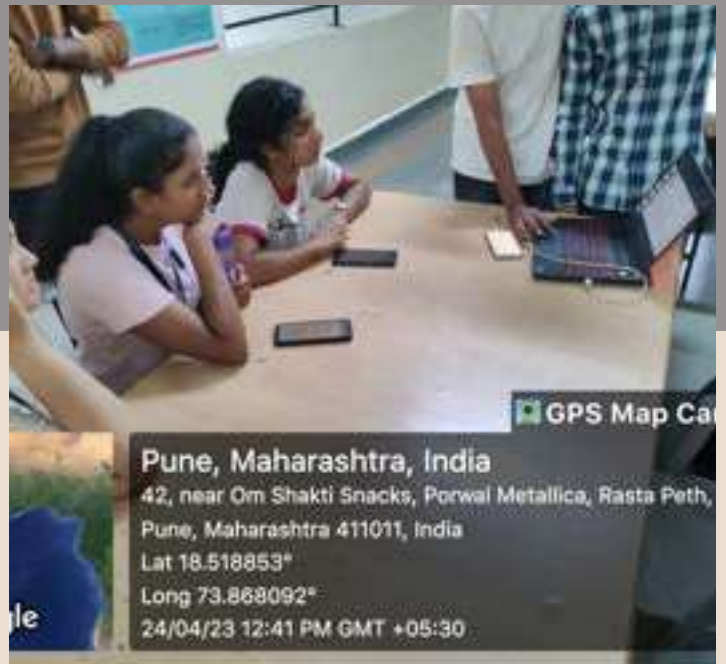 GPS Map Ca
Pune, Maharashtra, India
42, near Om Shakti Snacks, Porwal Metallica, Rasta Peth,
Pune, Maharashtra 411011, India
Lat 18.518853°
Long 73.868092°
24/04/23 12:41 PM GMT +05:30
gle